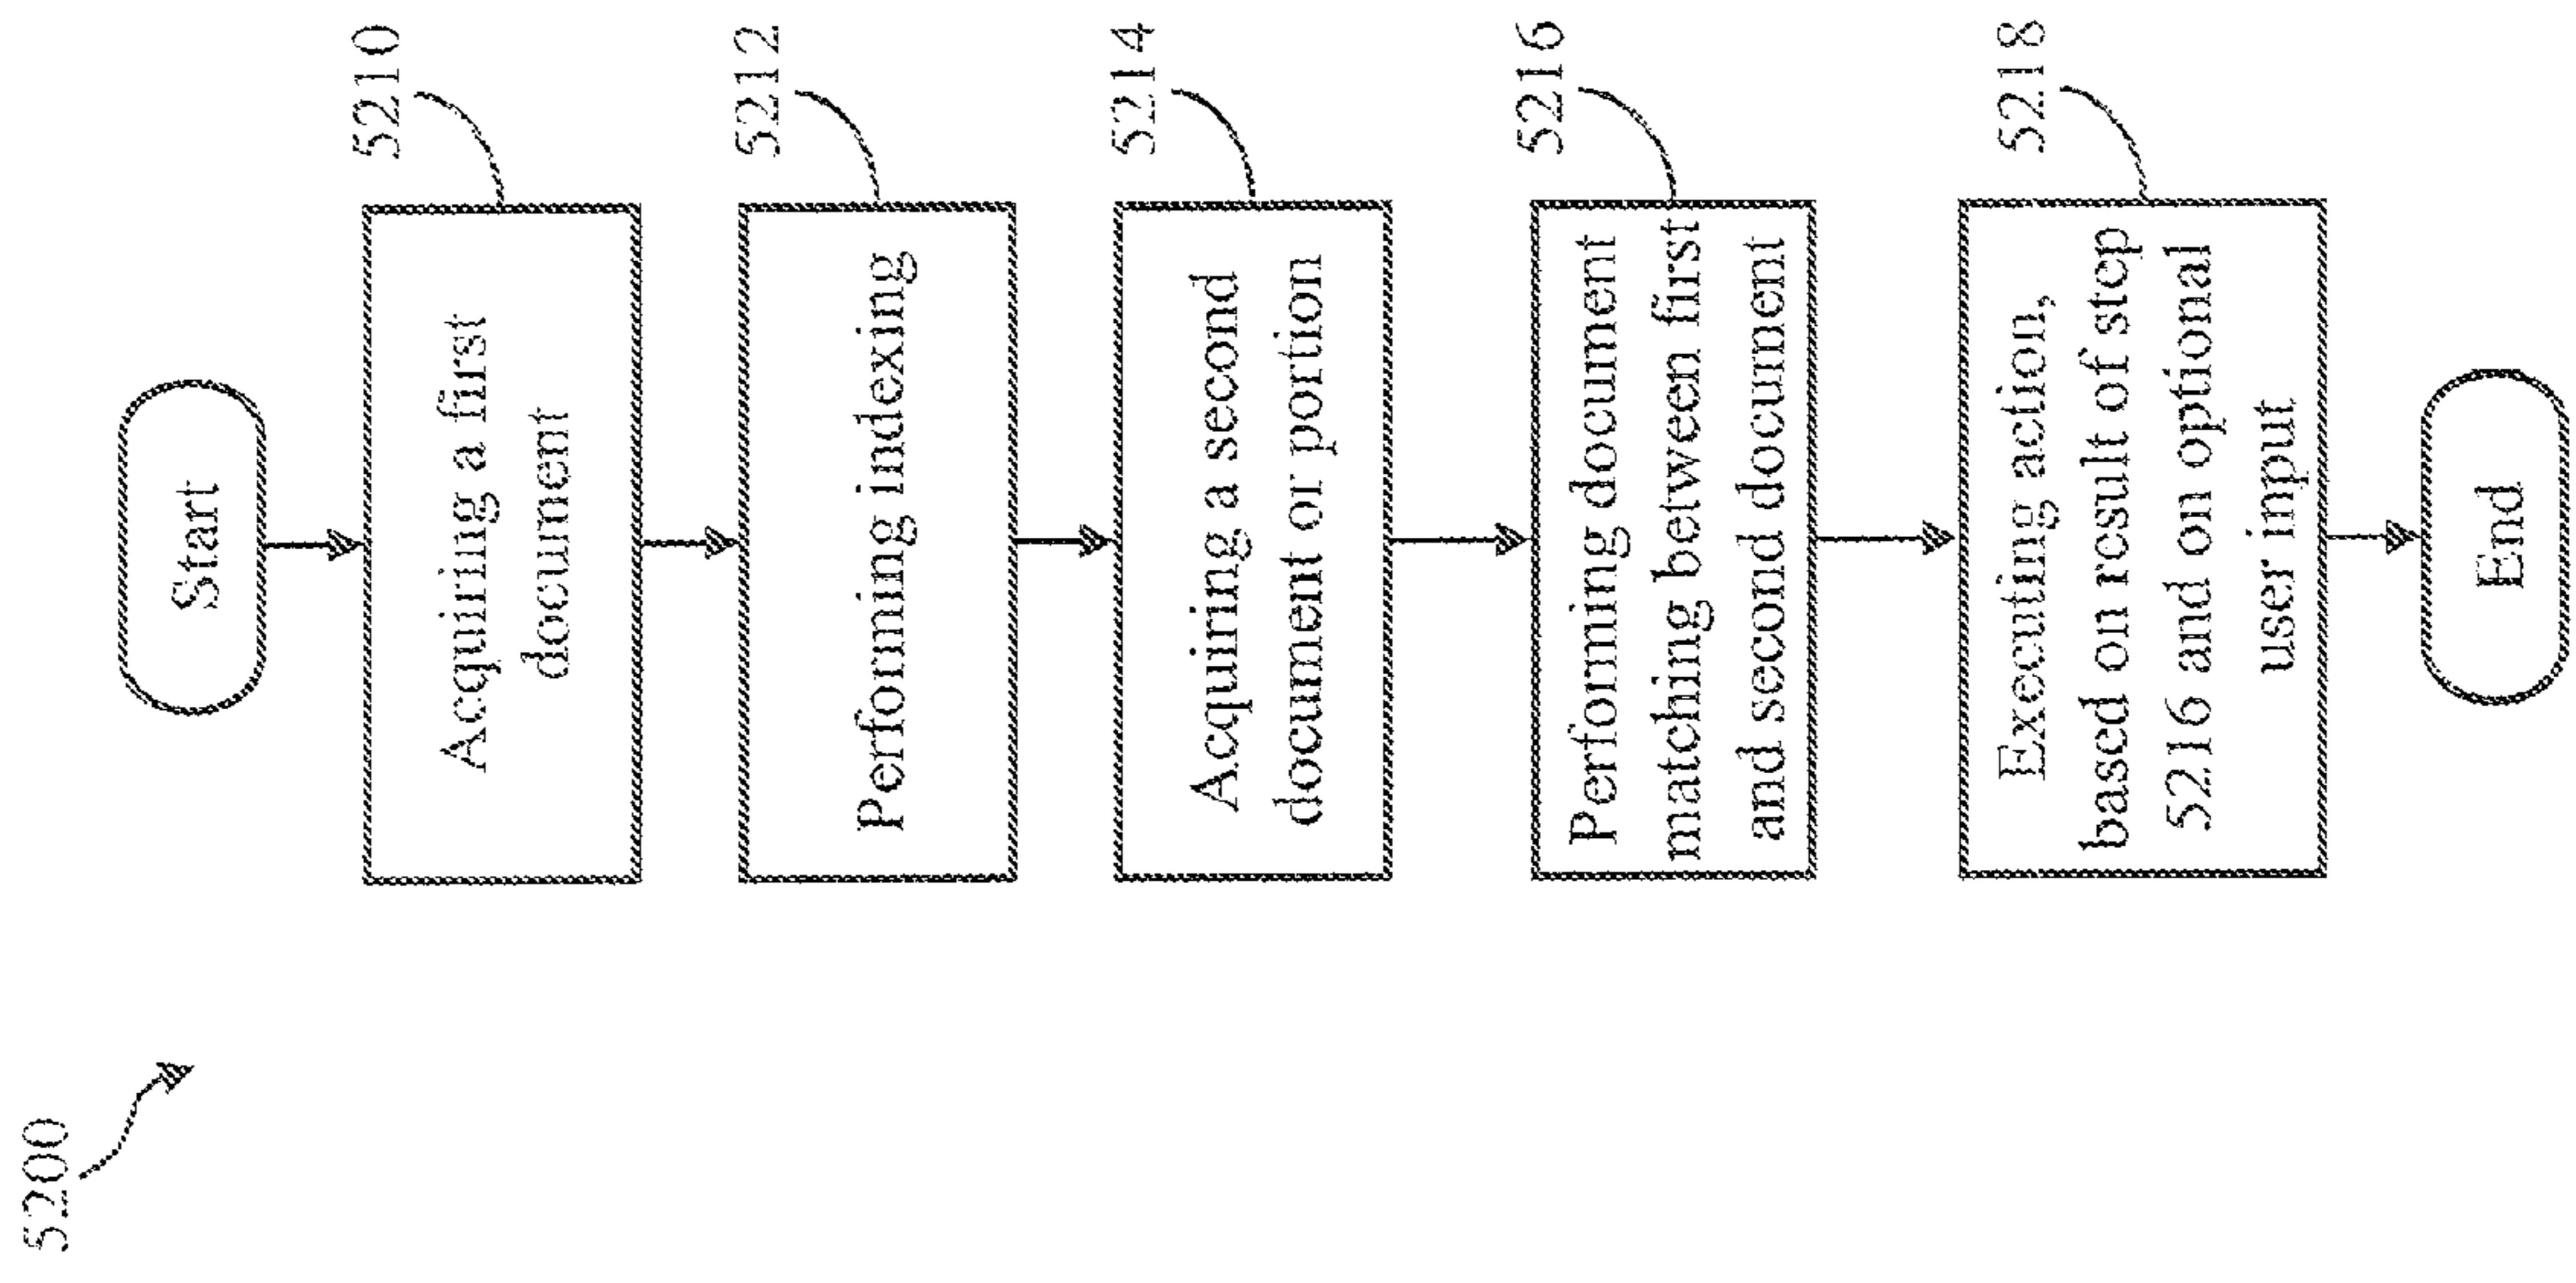 5200
Start
5210
Acquiring a first
document
5212
Performing indexing
5214
Acquiring a second
document or portion
5216
Performing document
matching between first
and second document
5218
Executing action,
based on result of step
5216 and on optional
user input
End